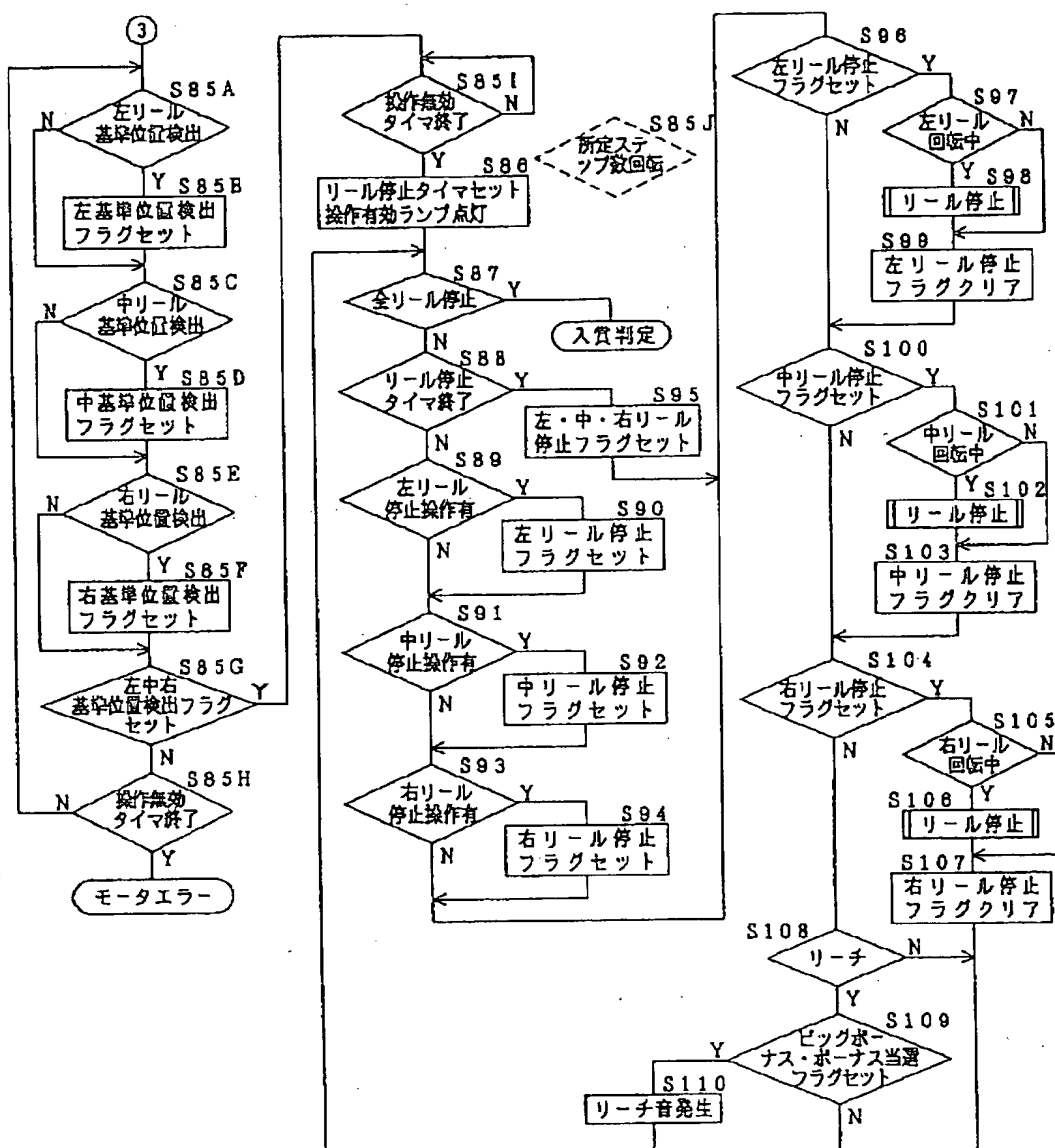 3
S85A
左リール
基準位置検出
N
Y
S85B
左基準位置検出
フラグセット
S85C
中リール
基準位置検出
N
Y
S85D
中基準位置検出
フラグセット
S85E
右リール
基準位置検出
N
Y
S85F
右基準位置検出
フラグセット
S85G
左中右
基準位置検出フラグ
セット
Y
N
S85H
操作無効
タイマ終了
N
Y
モータエラー
S85I
操作無効
タイマ終了
N
Y
S85J
所定ステ
ップ数回転
S86
リール停止タイマセット
操作有効ランプ点灯
S87
全リール停止
Y
入賞判定
N
S88
リール停止
タイマ終了
Y
S95
左・中・右リール
停止フラグセット
N
S89
左リール
停止操作有
Y
S90
左リール停止
フラグセット
N
S91
中リール
停止操作有
Y
S92
中リール停止
フラグセット
N
S93
右リール
停止操作有
Y
S94
右リール停止
フラグセット
N
S96
左リール停止
フラグセット
Y
S97
左リール
回転中
N
N
Y
S98
リール停止
S99
左リール停止
フラグクリア
S100
中リール停止
フラグセット
Y
S101
中リール
回転中
N
N
Y
S102
リール停止
S103
中リール停止
フラグクリア
S104
右リール停止
フラグセット
Y
S105
右リール
回転中
N
N
Y
S106
リール停止
S107
右リール停止
フラグクリア
S108
リーチ
N
Y
S109
ビッグボー
ナス・ボーナス当選
フラグセット
Y
S110
リーチ音発生
N